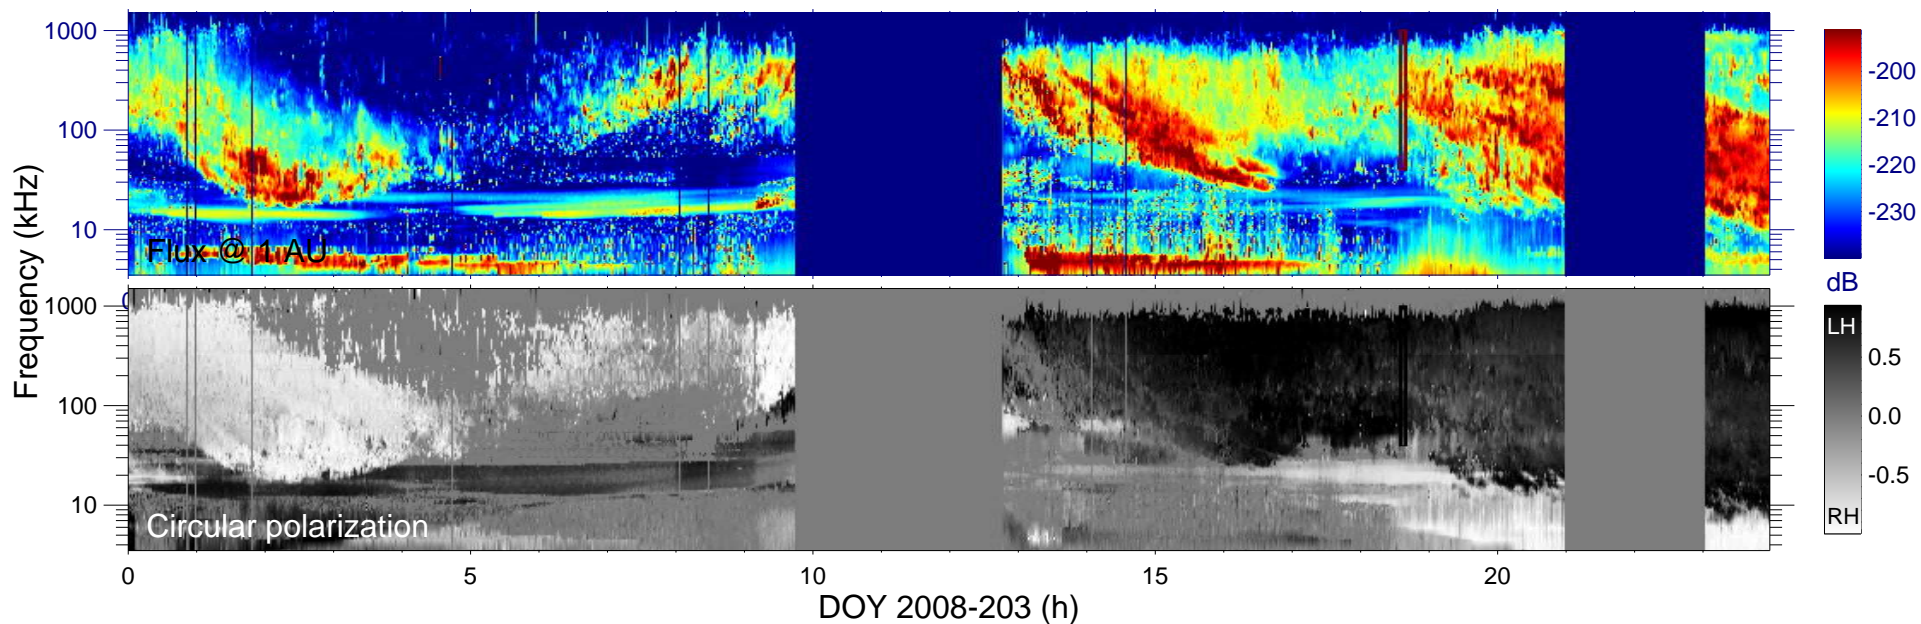 1000
100
10
Flux @ 1 AU
-200
-210
-220
-230
dB
0
Frequency (kHz)
1000
100
10
Circular polarization
LH
0.5
0.0
-0.5
RH
0
5
10
15
20
DOY 2008-203 (h)